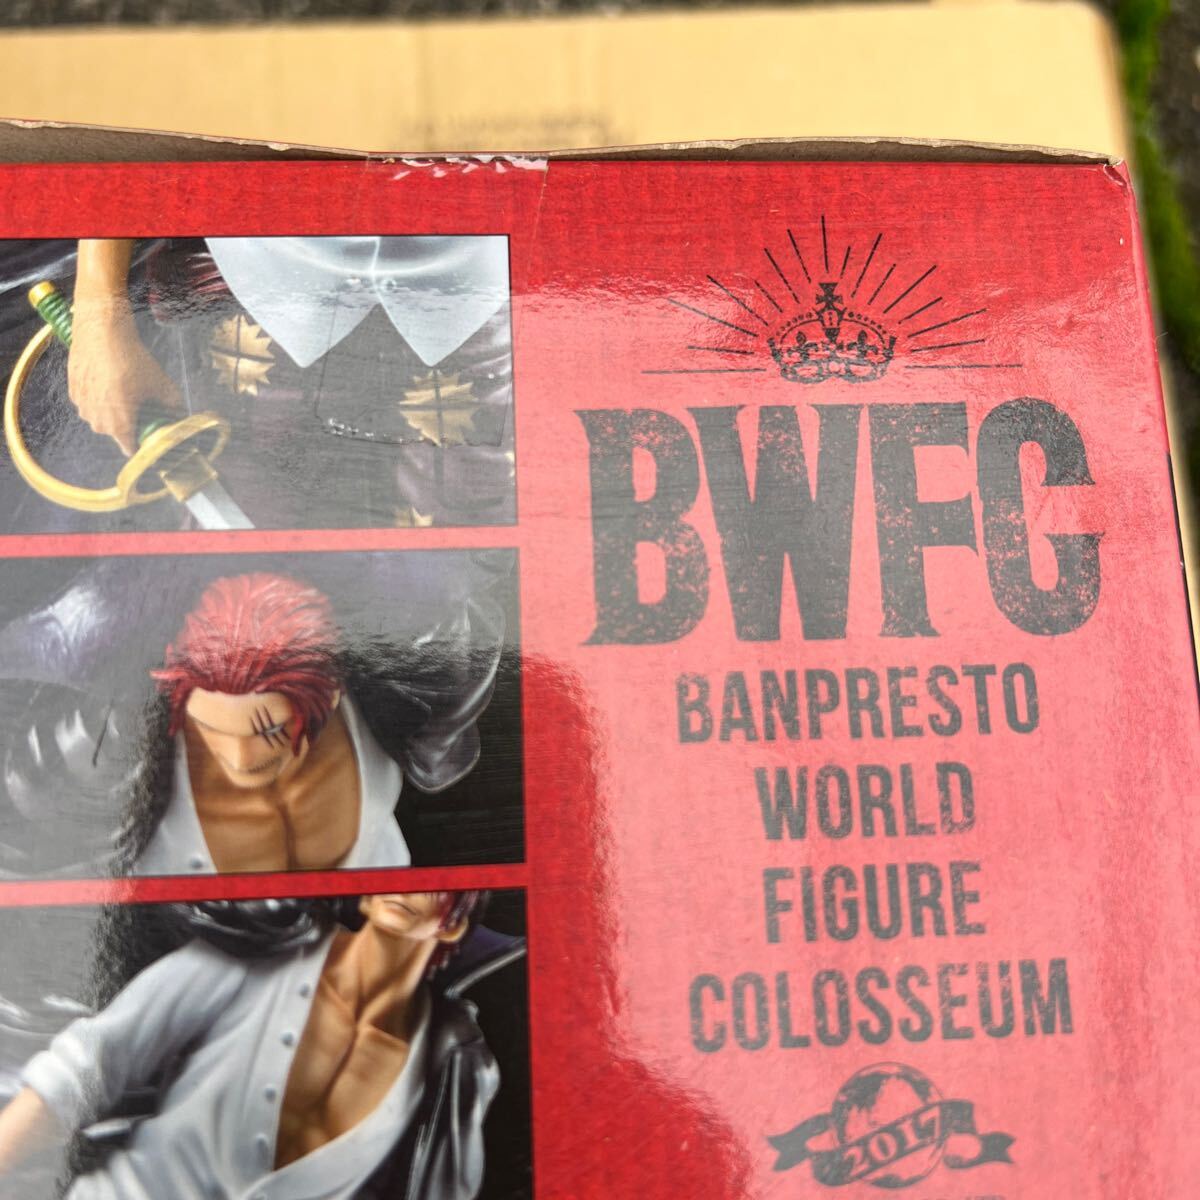 BWFC
BANPRESTO
WORLD
FIGURE
COLOSSEUM
2017